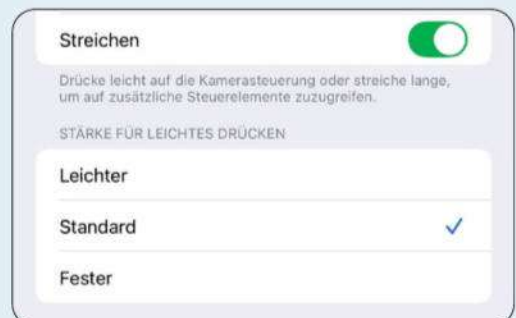 Streichen
Drücke leicht auf die Kamerasteuerung oder streiche lange,
um auf zusätzliche Steuerelemente zuzugreifen.
STÄRKE FÜR LEICHTES DRÜCKEN
Leichter
Standard
Fester